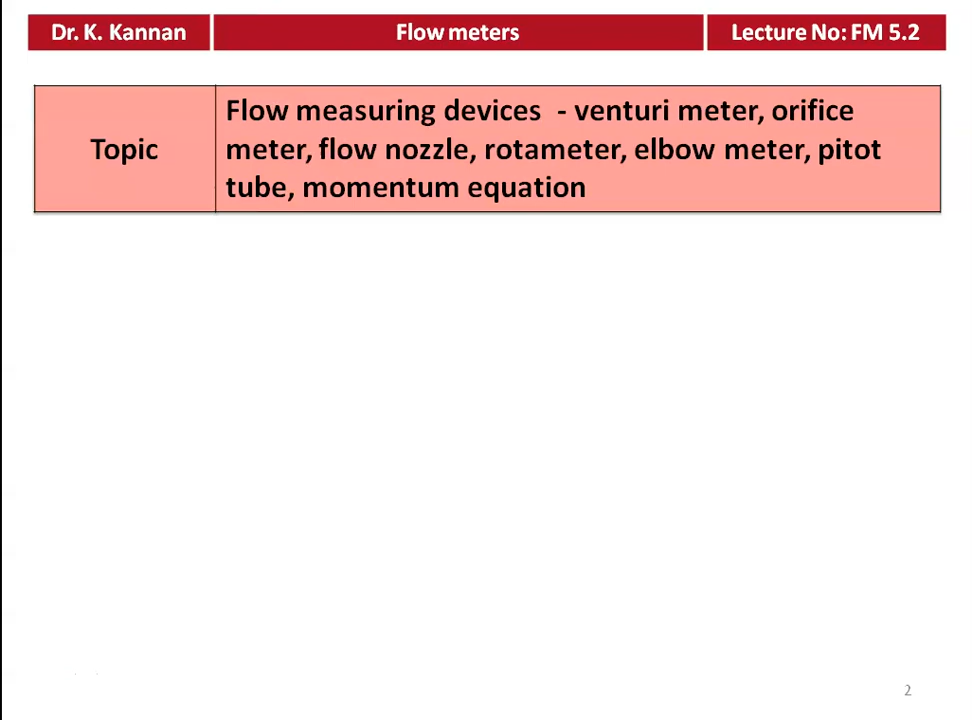 Dr. K. Kannan
Flow meters
Lecture No: FM 5.2
Topic
Flow measuring devices - venturi meter, orifice
meter, flow nozzle, rotameter, elbow meter, pitot
tube, momentum equation
2